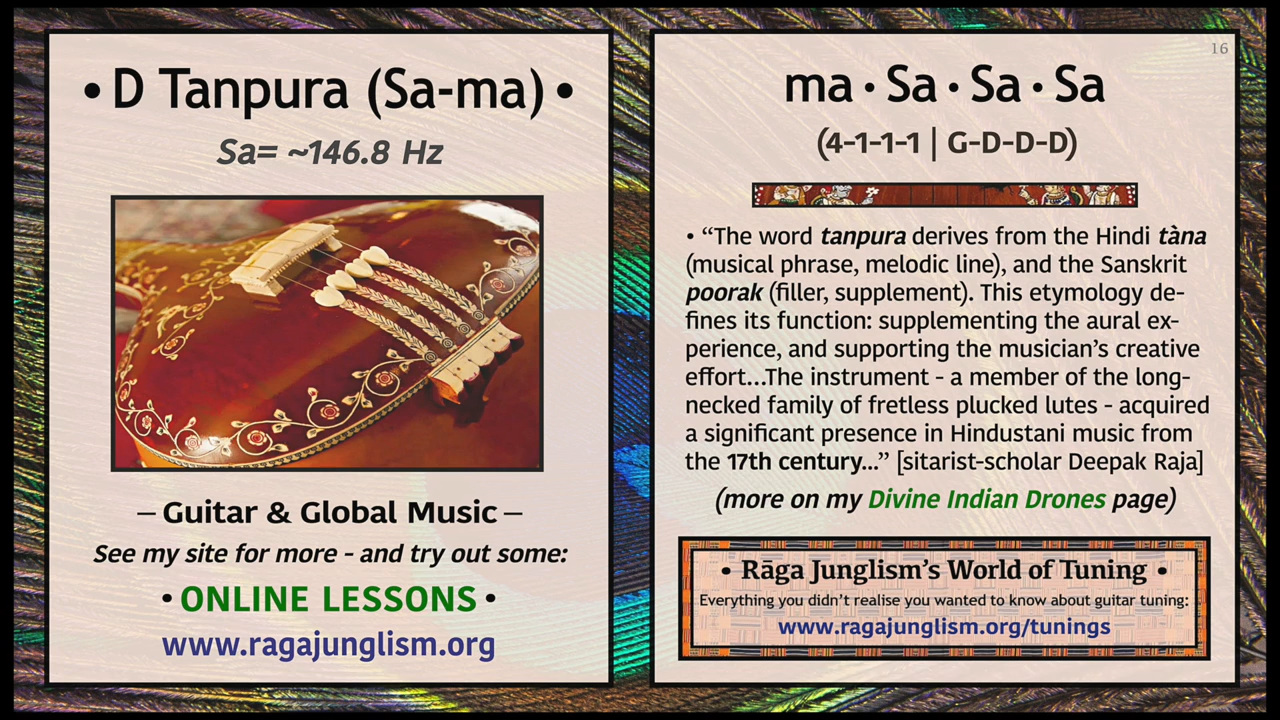 • D Tanpura (Sa-ma) •
Sa= ~146.8 Hz
– Guitar & Global Music –
See my site for more - and try out some:
• ONLINE LESSONS •
www.ragajunglism.org
16
ma • Sa • Sa • Sa
(4-1-1-1 | G-D-D-D)
• “The word tanpura derives from the Hindi tàna
(musical phrase, melodic line), and the Sanskrit
poorak (filler, supplement). This etymology de-
fines its function: supplementing the aural ex-
perience, and supporting the musician’s creative
effort…The instrument - a member of the long-
necked family of fretless plucked lutes - acquired
a significant presence in Hindustani music from
the 17th century…” [sitarist-scholar Deepak Raja]
(more on my Divine Indian Drones page)
• Rāga Junglism’s World of Tuning •
Everything you didn’t realise you wanted to know about guitar tuning:
www.ragajunglism.org/tunings